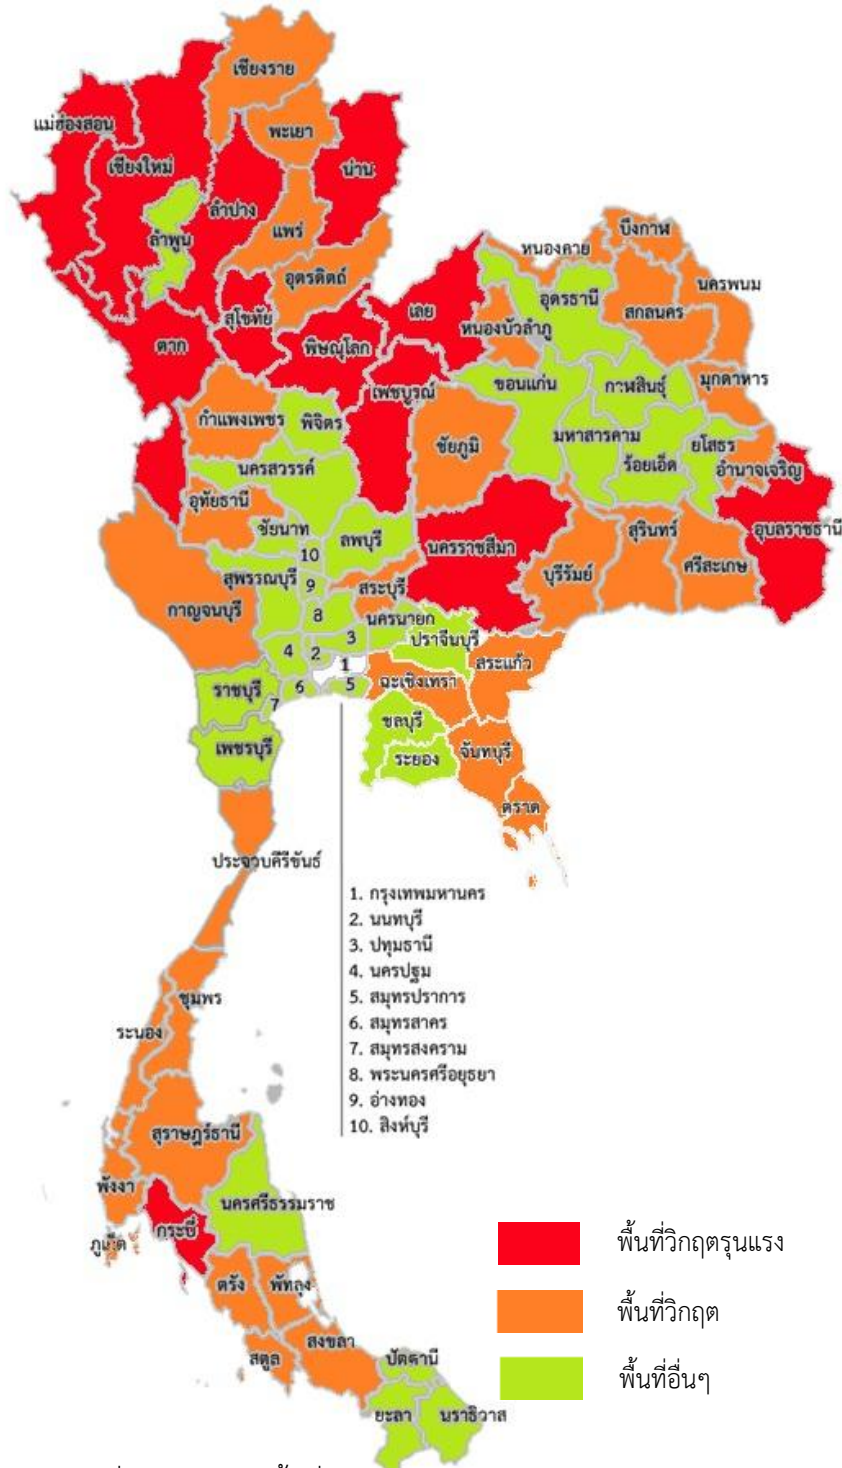 เชียงราย
แม่ฮ่องสอน
พะเยา
เชียงใหม่
น่าน
ลำปาง
ลำพูน
แพร่
บึงกาฬ
หนองคาย
อุตรดิตถ์
นครพนม
อุดรธานี
สกลนคร
เลย
สุโขทัย
หนองบัวลำภู
ตาก
พิษณุโลก
เพชรบูรณ์
ขอนแก่น
กาฬสินธุ์
มุกดาหาร
กำแพงเพชร
พิจิตร
ชัยภูมิ
มหาสารคาม
ยโสธร
ร้อยเอ็ด
อำนาจเจริญ
นครสวรรค์
อุทัยธานี
ชัยนาท
ลพบุรี
นครราชสีมา
สุรินทร์
อุบลราชธานี
10
สุพรรณบุรี
9
สระบุรี
บุรีรัมย์
ศรีสะเกษ
กาญจนบุรี
8
นครนายก
3
ปราจีนบุรี
4
2
1
สระแก้ว
ราชบุรี
6
5
ฉะเชิงเทรา
7
ชลบุรี
เพชรบุรี
ระยอง
จันทบุรี
ตราด
ประจวบคีรีขันธ์
1. กรุงเทพมหานคร
2. นนทบุรี
3. ปทุมธานี
4. นครปฐม
5. สมุทรปราการ
6. สมุทรสาคร
7. สมุทรสงคราม
8. พระนครศรีอยุธยา
9. อ่างทอง
10. สิงห์บุรี
ชุมพร
ระนอง
สุราษฎร์ธานี
พังงา
นครศรีธรรมราช
กระบี่
ภูเก็ต
ตรัง
พัทลุง
สงขลา
สตูล
ปัตตานี
ยะลา
นราธิวาส
พื้นที่วิกฤตรุนแรง
พื้นที่วิกฤต
พื้นที่อื่นๆ